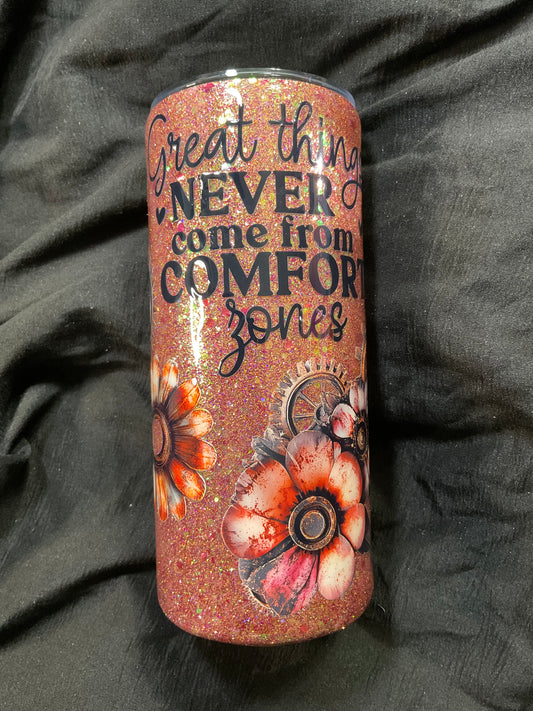 Great things
NEVER
come from
COMFORT
zones